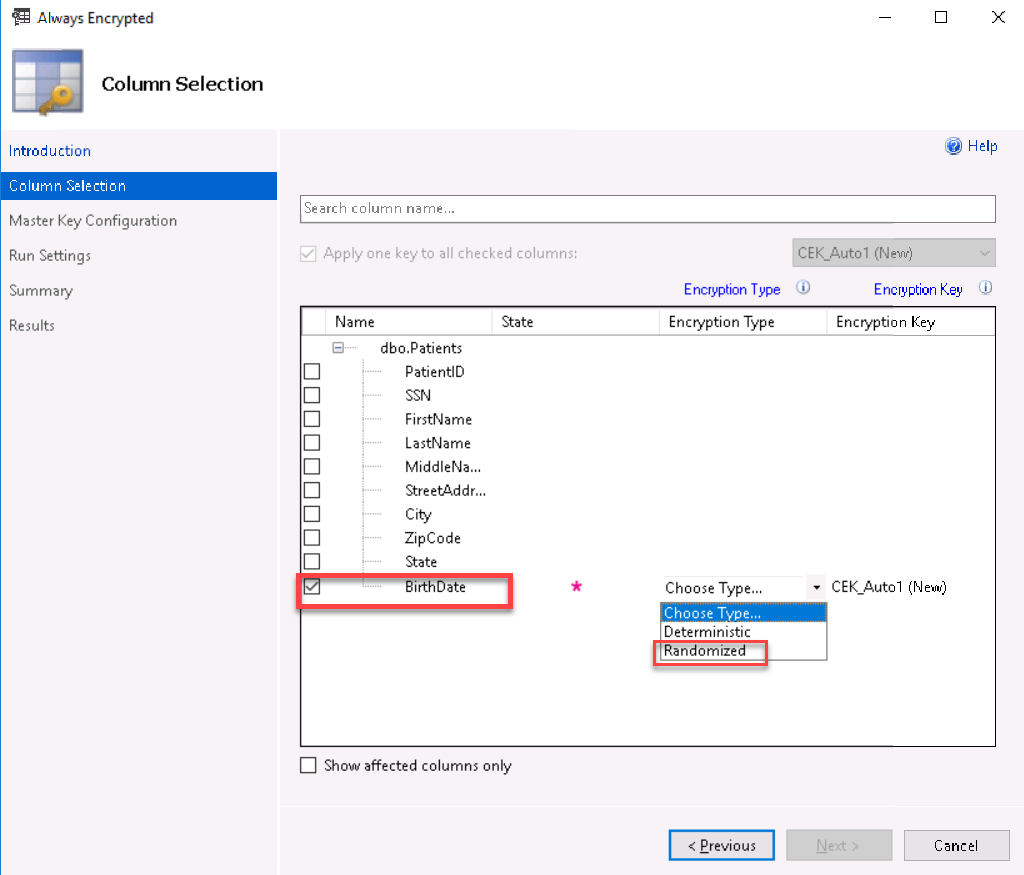 Always Encrypted
Column Selection
Introduction
Column Selection
Master Key Configuration
Run Settings
Summary
Results
Help
Search column name...
Apply one key to all checked columns:
CEK_Auto1 (New)
Encryption Type
Encryption Key
Name State Encryption Type Encryption Key
dbo.Patients
PatientID
SSN
FirstName
LastName
MiddleNa...
StreetAddr...
City
ZipCode
State
BirthDate * Choose Type... CEK_Auto1 (New)
Choose Type...
Deterministic
Randomized
Show affected columns only
< Previous Next > Cancel